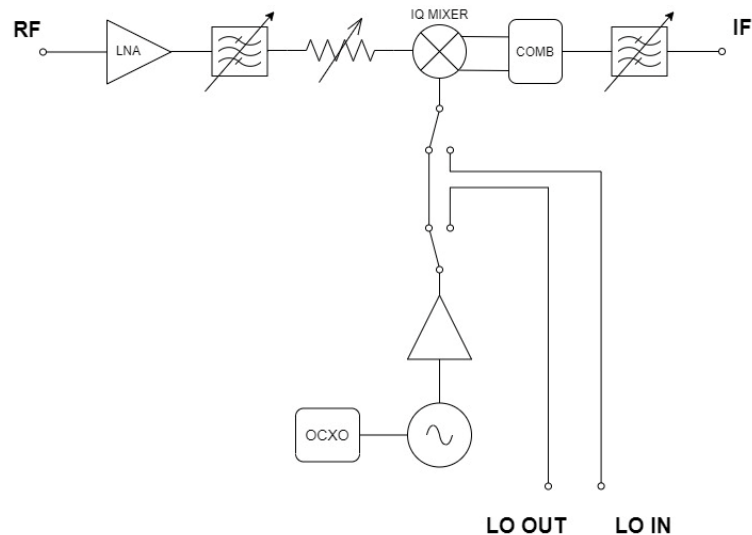 IQ MIXER
RF
IF
LNA
COMB
OCXO
LO OUT
LO IN